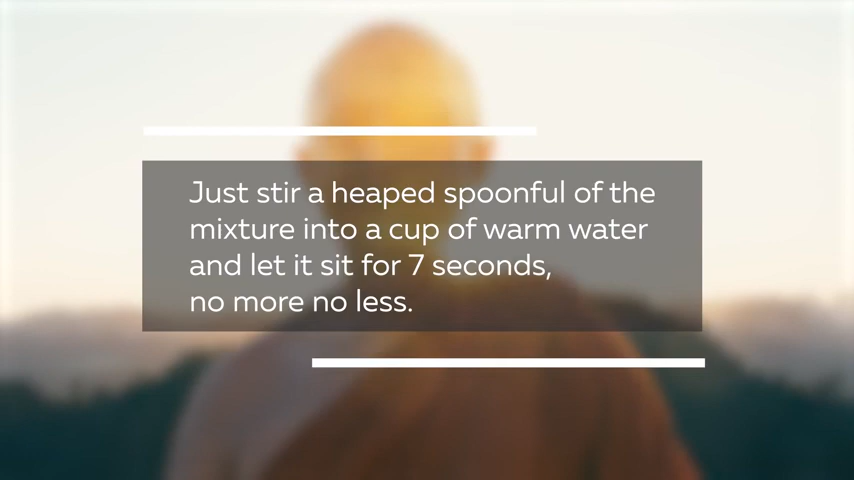 Just stir a heaped spoonful of the
mixture into a cup of warm water
and let it sit for 7 seconds,
no more no less.